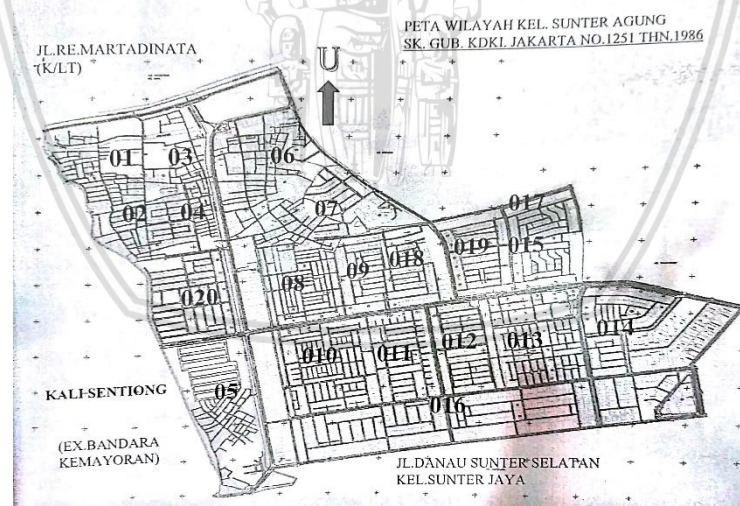 PETA WILAYAH KEL. SUNTER AGUNG
SK. GUB. KDKI. JAKARTA NO.1251 THN.1986
JL.RE.MARTADINATA
(K/LT)
U
01
03
06
02
04
07
017
019
015
09
018
08
020
014
010
011
012
013
05
016
KALI-SENTIONG
(EX.BANDARA
KEMAYORAN)
JL.DANAU SUNTER SELATAN
KEL.SUNTER JAYA